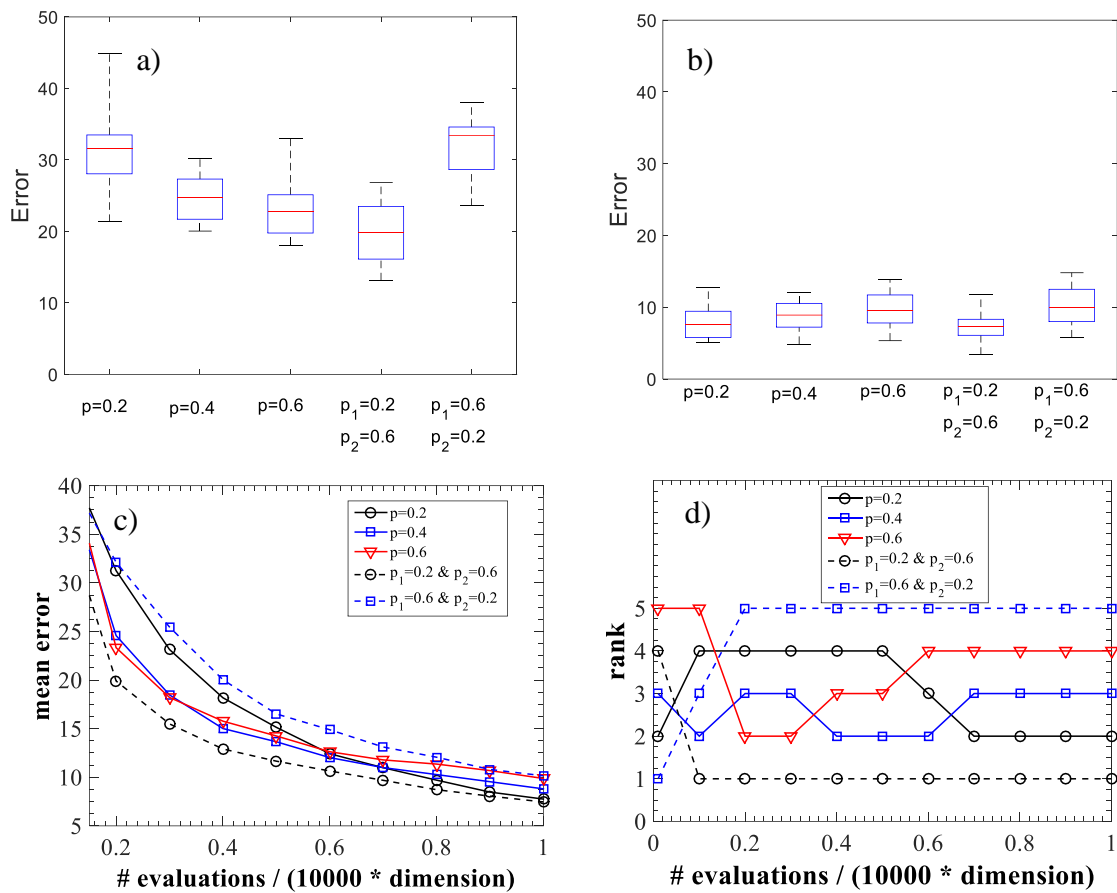 a)
50
40
30
20
10
0
Error
p=0.2
p=0.4
p=0.6
p1=0.2
p2=0.6
p1=0.6
p2=0.2
b)
50
40
30
20
10
0
Error
p=0.2
p=0.4
p=0.6
p1=0.2
p2=0.6
p1=0.6
p2=0.2
c)
40
35
30
25
20
15
10
5
mean error
p=0.2
p=0.4
p=0.6
p1=0.2 & p2=0.6
p1=0.6 & p2=0.2
0.2
0.4
0.6
0.8
1
# evaluations / (10000 * dimension)
d)
5
4
3
2
1
0
rank
p=0.2
p=0.4
p=0.6
p1=0.2 & p2=0.6
p1=0.6 & p2=0.2
0
0.2
0.4
0.6
0.8
1
# evaluations / (10000 * dimension)